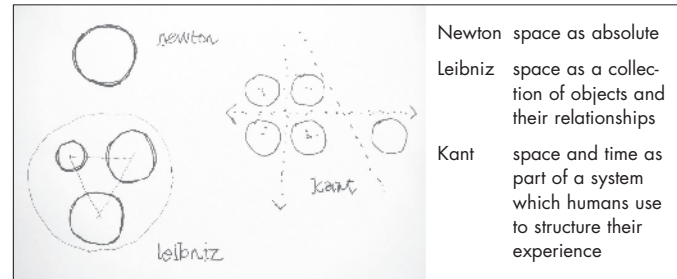 newton
leibniz
kant
Newton space as absolute
Leibniz space as a collec-
tion of objects and
their relationships
Kant space and time as
part of a system
which humans use
to structure their
experience